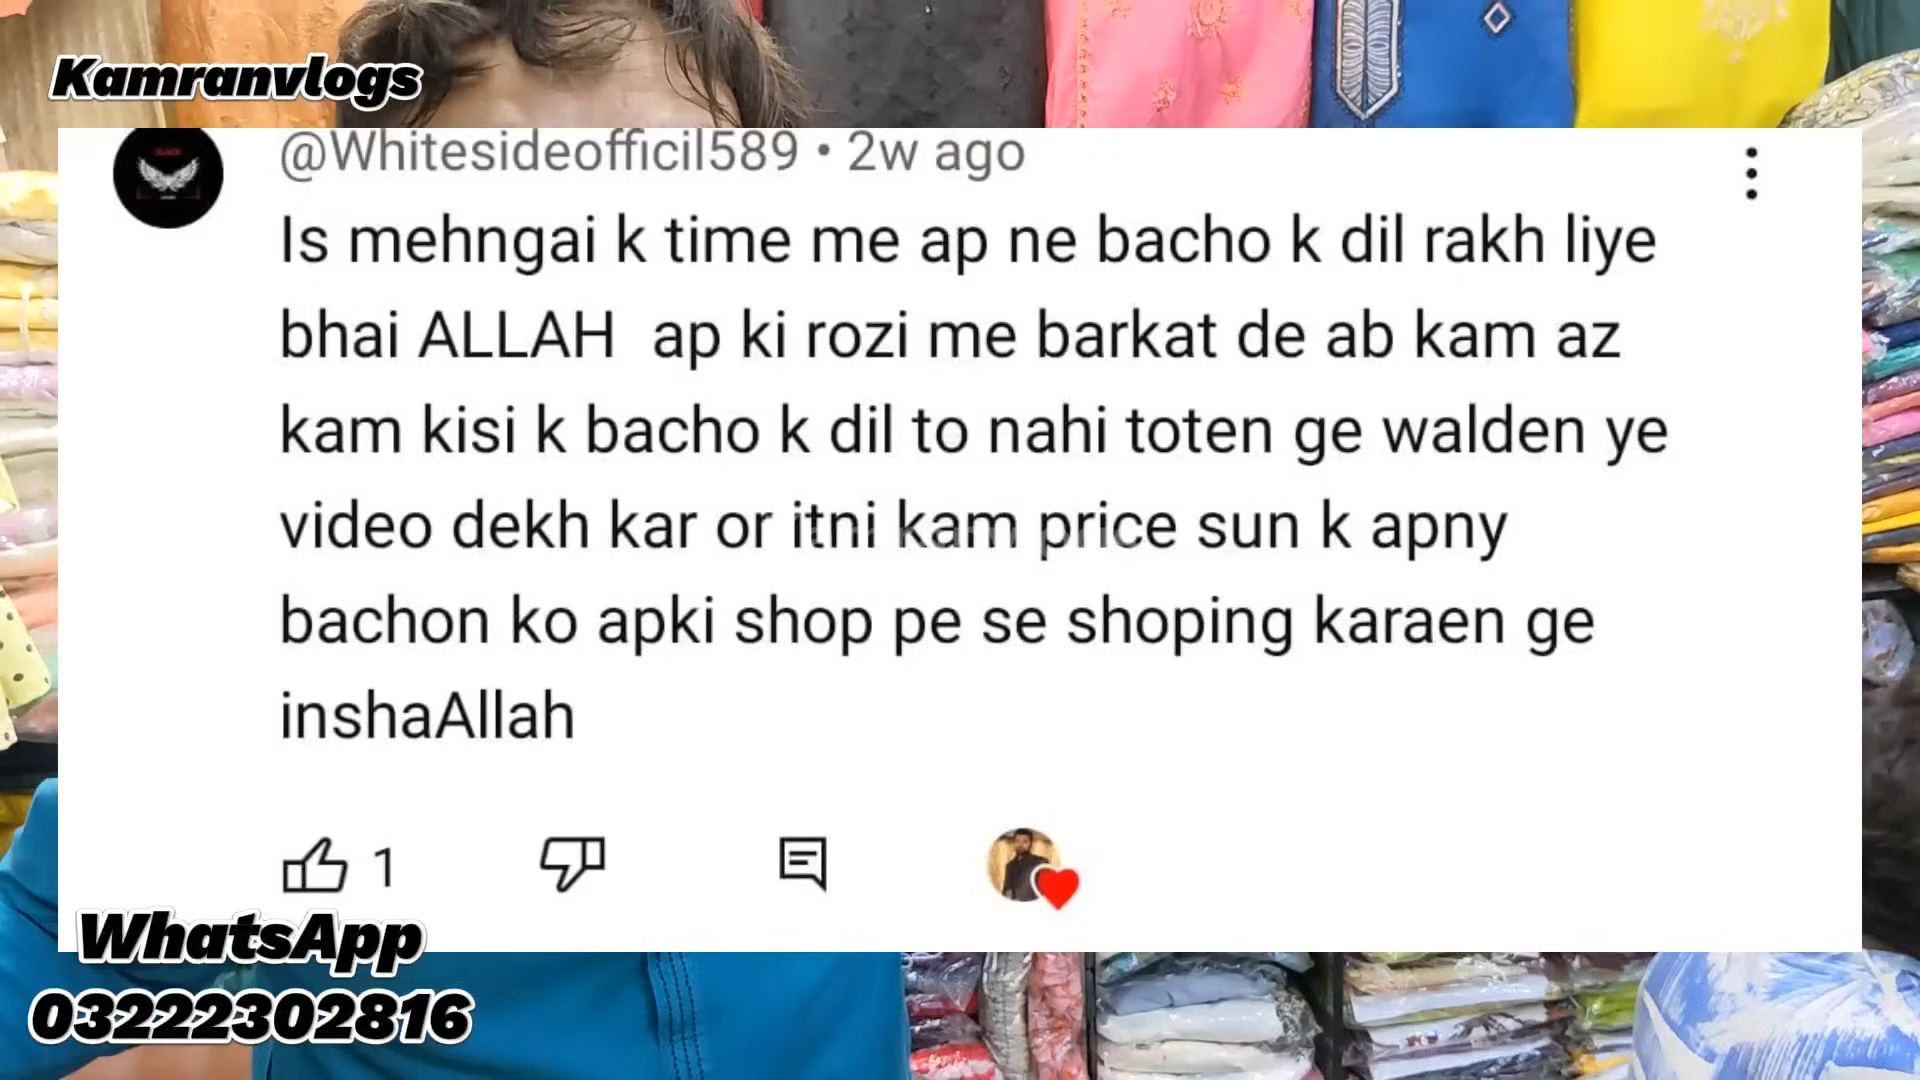 Kamranvlogs
@Whitesideofficil589 • 2w ago
Is mehngai k time me ap ne bacho k dil rakh liye
bhai ALLAH  ap ki rozi me barkat de ab kam az
kam kisi k bacho k dil to nahi toten ge walden ye
video dekh kar or itni kam price sun k apny
bachon ko apki shop pe se shoping karaen ge
inshaAllah
1
WhatsApp
03222302816